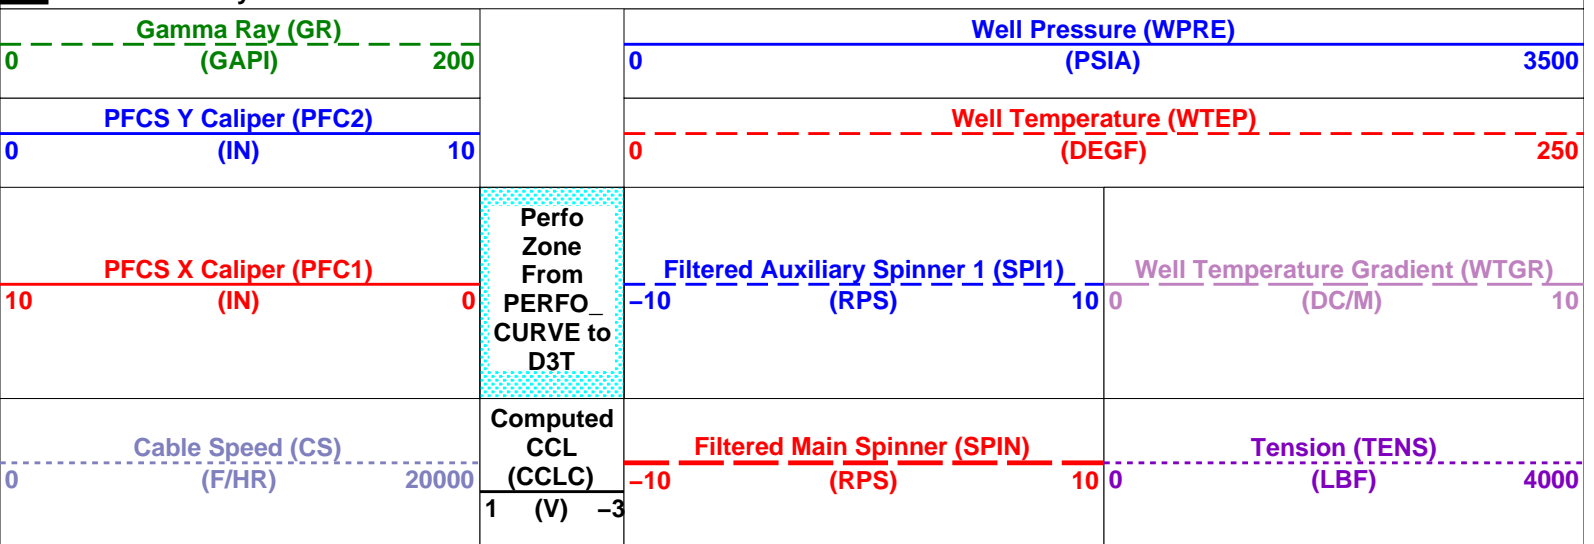 Gamma Ray (GR)
0 (GAPI) 200
Well Pressure (WPRE)
0 (PSIA) 3500
PFCS Y Caliper (PFC2)
0 (IN) 10
Well Temperature (WTEP)
0 (DEGF) 250
PFCS X Caliper (PFC1)
10 (IN) 0
Perfo
Zone
From
PERFO_
CURVE to
D3T
Filtered Auxiliary Spinner 1 (SPI1)
−10 (RPS) 10
Well Temperature Gradient (WTGR)
0 (DC/M) 10
Cable Speed (CS)
0 (F/HR) 20000
Computed
CCL
(CCLC)
1 (V) −3
Filtered Main Spinner (SPIN)
−10 (RPS) 10
Tension (TENS)
0 (LBF) 4000